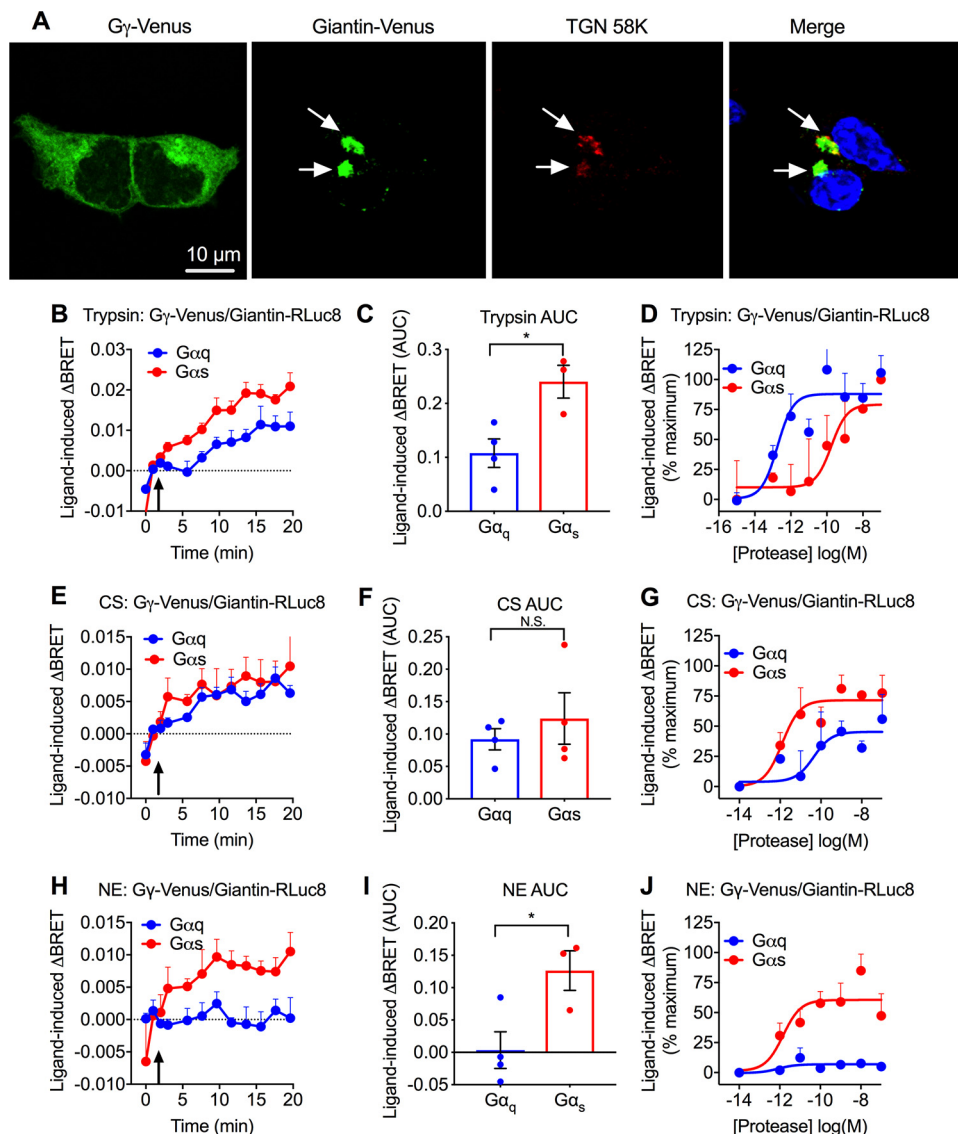 A
Gγ-Venus Giantin-Venus TGN 58K Merge
10 μm
B Trypsin: Gγ-Venus/Giantin-RLuc8
Ligand-induced ΔBRET
0.03
0.02
0.01
0.00
-0.01
Gαq
Gαs
0 5 10 15 20
Time (min)
C Trypsin AUC
Ligand-induced ΔBRET (AUC)
0.3
0.2
0.1
0.0
*
Gαq Gαs
D Trypsin: Gγ-Venus/Giantin-RLuc8
Ligand-induced ΔBRET
(% maximum)
125
100
75
50
25
0
Gαq
Gαs
-16 -14 -12 -10 -8
[Protease] log(M)
E CS: Gγ-Venus/Giantin-RLuc8
Ligand-induced ΔBRET
0.015
0.010
0.005
0.000
-0.005
-0.010
Gαq
Gαs
0 5 10 15 20
Time (min)
F CS AUC
Ligand-induced ΔBRET (AUC)
0.25
0.20
0.15
0.10
0.05
0.00
N.S.
Gαq Gαs
G CS: Gγ-Venus/Giantin-RLuc8
Ligand-induced ΔBRET
(% maximum)
125
100
75
50
25
0
Gαq
Gαs
-14 -12 -10 -8
[Protease] log(M)
H NE: Gγ-Venus/Giantin-RLuc8
Ligand-induced ΔBRET
0.015
0.010
0.005
0.000
-0.005
-0.010
Gαq
Gαs
0 5 10 15 20
Time (min)
I NE AUC
Ligand-induced ΔBRET (AUC)
0.20
0.15
0.10
0.05
0.00
-0.05
*
Gαq Gαs
J NE: Gγ-Venus/Giantin-RLuc8
Ligand-induced ΔBRET
(% maximum)
125
100
75
50
25
0
Gαq
Gαs
-14 -12 -10 -8
[Protease] log(M)